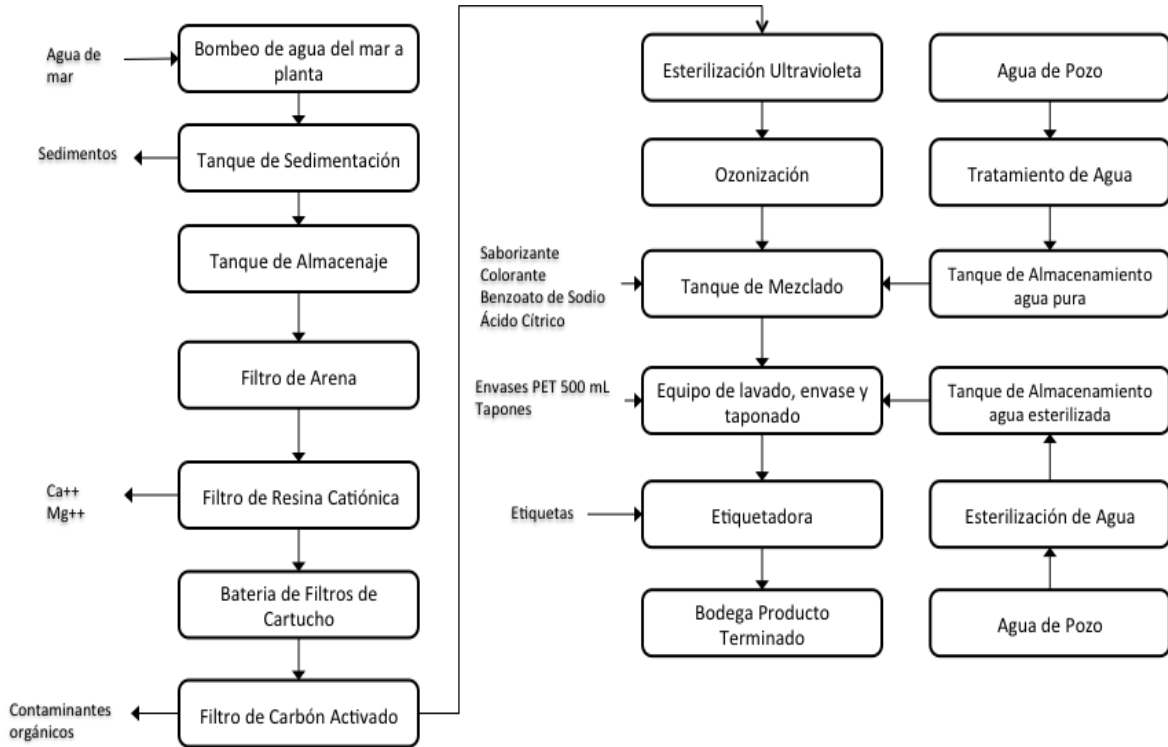 Agua de
mar
Bombeo de agua del mar a
planta
Sedimentos
Tanque de Sedimentación
Tanque de Almacenaje
Filtro de Arena
Ca++
Mg++
Filtro de Resina Catiónica
Bateria de Filtros de
Cartucho
Contaminantes
orgánicos
Filtro de Carbón Activado
Esterilización Ultravioleta
Ozonización
Saborizante
Colorante
Benzoato de Sodio
Ácido Cítrico
Tanque de Mezclado
Envases PET 500 mL
Tapones
Equipo de lavado, envase y
taponado
Etiquetas
Etiquetadora
Bodega Producto
Terminado
Agua de Pozo
Tratamiento de Agua
Tanque de Almacenamiento
agua pura
Tanque de Almacenamiento
agua esterilizada
Esterilización de Agua
Agua de Pozo